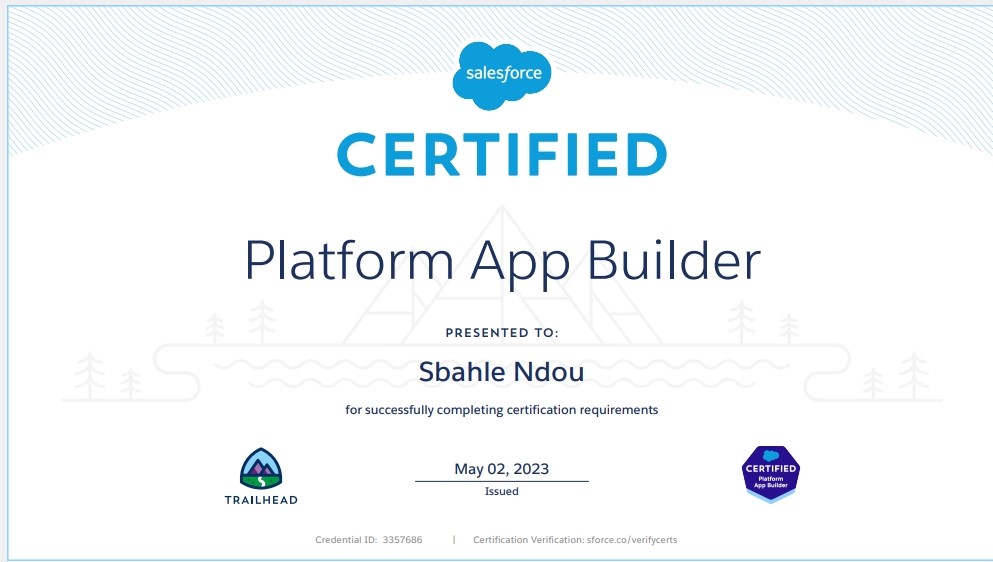 salesforce
CERTIFIED
Platform App Builder
PRESENTED TO:
Sbahle Ndou
for successfully completing certification requirements
TRAILHEAD
May 02, 2023
Issued
CERTIFIED
Platform
App Builder
Credential ID: 3357686 | Certification Verification: sforce.co/verifycerts